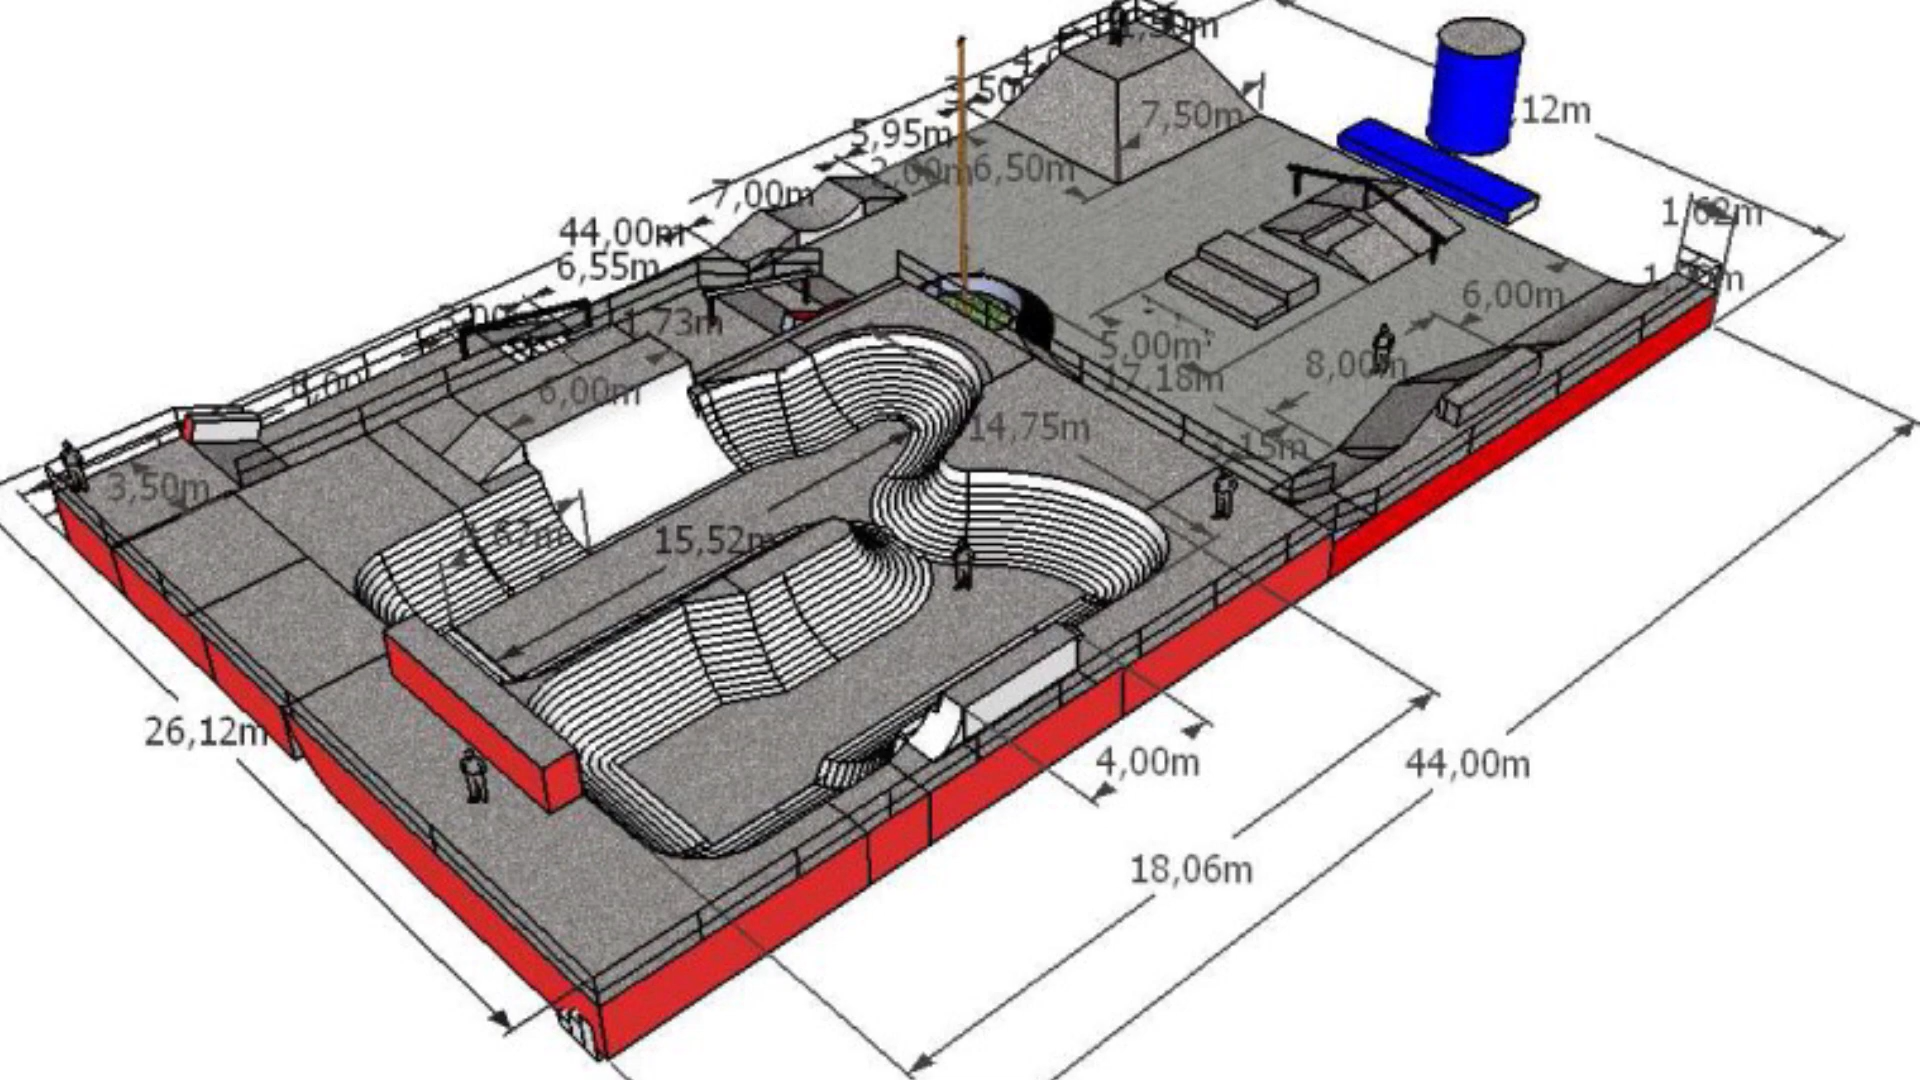 7,50m
12m
5,95m
6,50m
7,00m
44,00m
6,55m
1,62m
6,00m
1,73m
5,00m
17,18m
8,00m
6,00m
14,75m
3,50m
15,52m
26,12m
4,00m
44,00m
18,06m